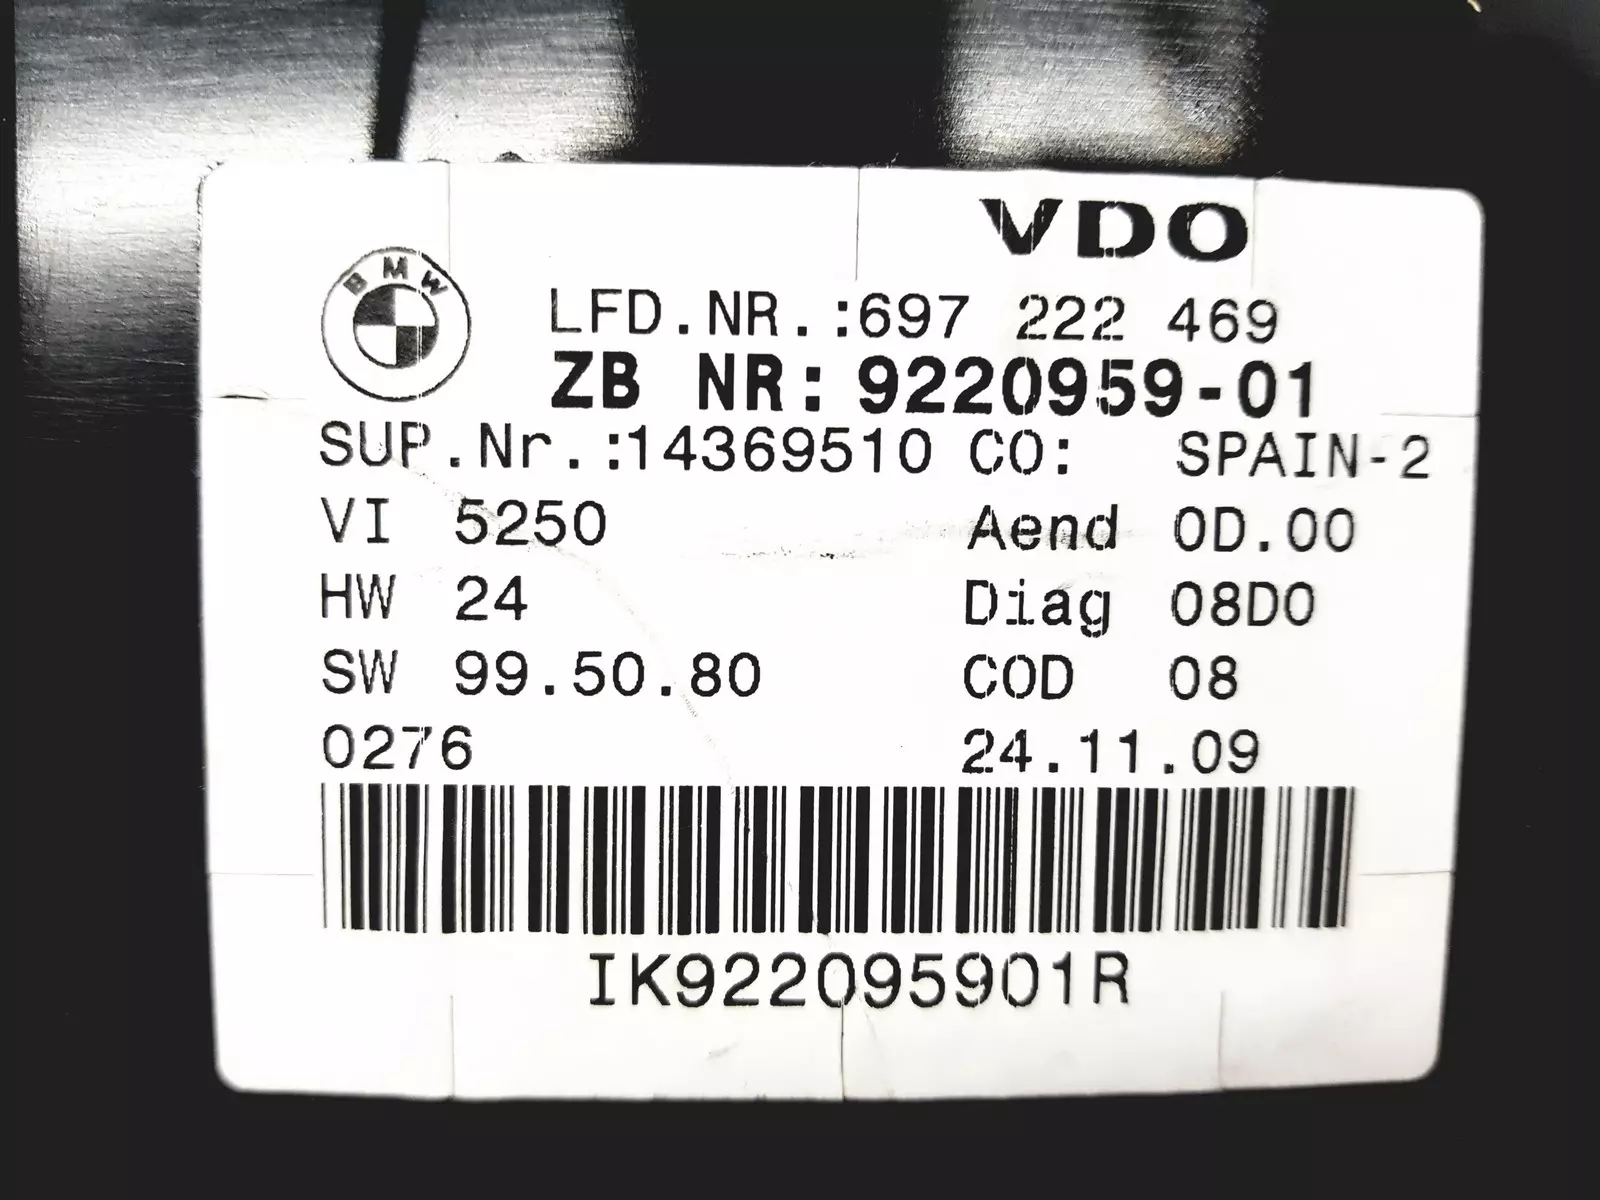 VDO
BMW
LFD.NR.:697 222 469
ZB NR: 9220959-01
SUP.Nr.:14369510 CO: SPAIN-2
VI 5250 Aend 0D.00
HW 24 Diag 08D0
SW 99.50.80 COD 08
0276 24.11.09
IK922095901R